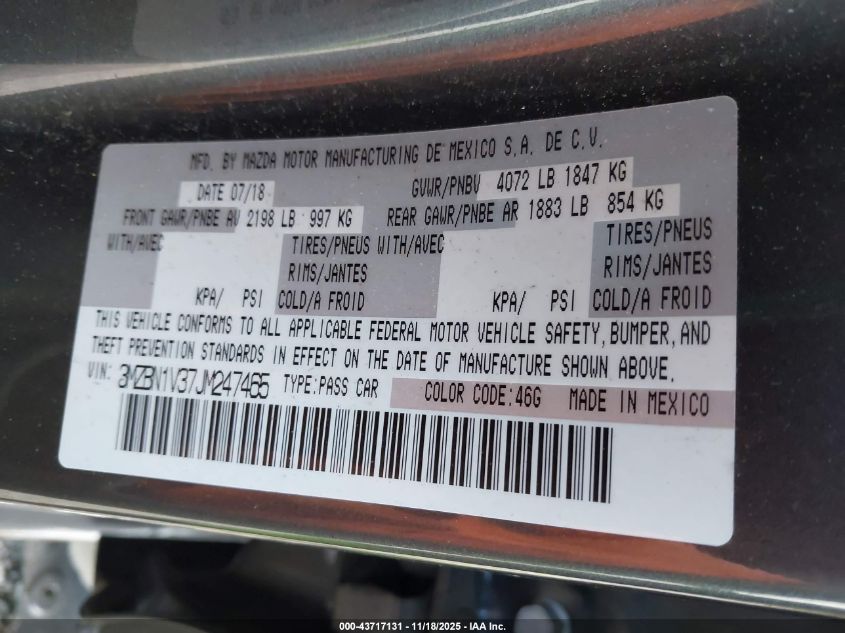 MFD. BY MAZDA MOTOR MANUFACTURING DE MEXICO S.A. DE C.V.
DATE 07/18 GVWR/PNBV 4072 LB 1847 KG
FRONT GAWR/PNBE AV 2198 LB 997 KG REAR GAWR/PNBE AR 1883 LB 854 KG
WITH/AVEC TIRES/PNEUS WITH/AVEC TIRES/PNEUS
RIMS/JANTES RIMS/JANTES
KPA/ PSI COLD/A FROID KPA/ PSI COLD/A FROID
THIS VEHICLE CONFORMS TO ALL APPLICABLE FEDERAL MOTOR VEHICLE SAFETY, BUMPER, AND
THEFT PREVENTION STANDARDS IN EFFECT ON THE DATE OF MANUFACTURE SHOWN ABOVE.
VIN: 3MZBN1V37JM247465 TYPE:PASS CAR COLOR CODE:46G MADE IN MEXICO
000-43717131 - 11/18/2025 - IAA Inc.